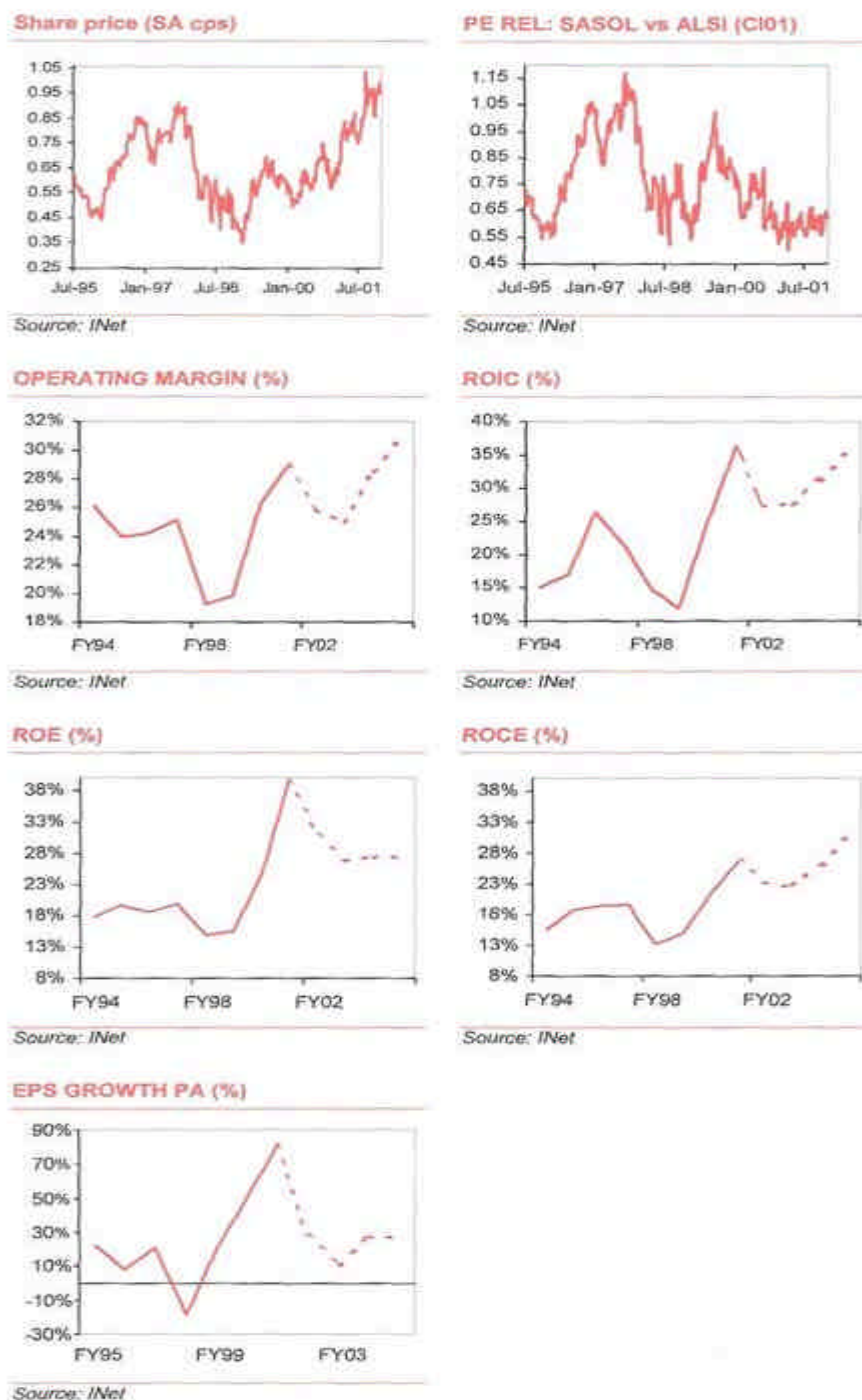 Share price (SA cps)
1.05
0.95
0.85
0.75
0.65
0.55
0.45
0.35
0.25
Jul-95 Jan-97 Jul-98 Jan-00 Jul-01
Source: INet
PE REL: SASOL vs ALSI (CI01)
1.15
1.05
0.95
0.85
0.75
0.65
0.55
0.45
Jul-95 Jan-97 Jul-98 Jan-00 Jul-01
Source: INet
OPERATING MARGIN (%)
32%
30%
28%
26%
24%
22%
20%
18%
FY94 FY98 FY02
Source: INet
ROIC (%)
40%
35%
30%
25%
20%
15%
10%
FY94 FY98 FY02
Source: INet
ROE (%)
38%
33%
28%
23%
18%
13%
8%
FY94 FY98 FY02
Source: INet
ROCE (%)
38%
33%
28%
23%
18%
13%
8%
FY94 FY98 FY02
Source: INet
EPS GROWTH PA (%)
90%
70%
50%
30%
10%
-10%
-30%
FY95 FY99 FY03
Source: INet